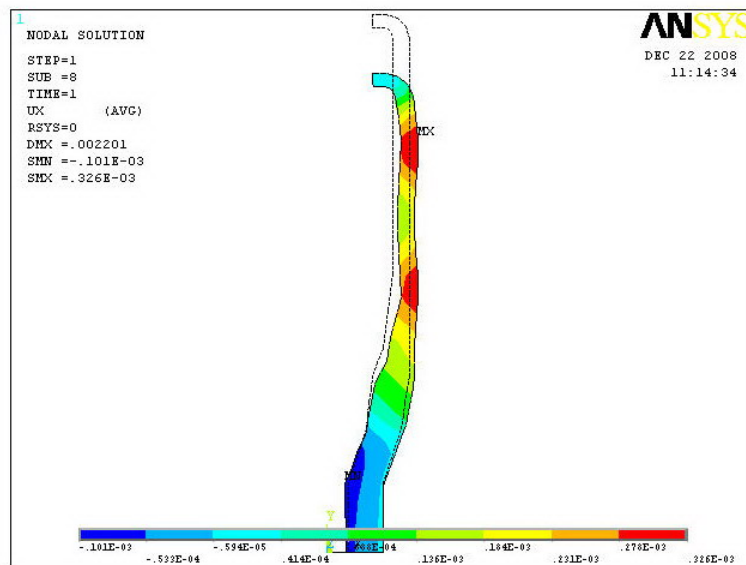 1
NODAL SOLUTION
STEP=1
SUB =8
TIME=1
UX (AVG)
RSYS=0
DMX =.002201
SMN =-.101E-03
SMX =.326E-03
ANSYS
DEC 22 2008
11:14:34
MX
MN
Y
Z
-.101E-03 -.594E-05 .136E-03 .231E-03 .326E-03
-.533E-04 .414E-04 .184E-03 .278E-03